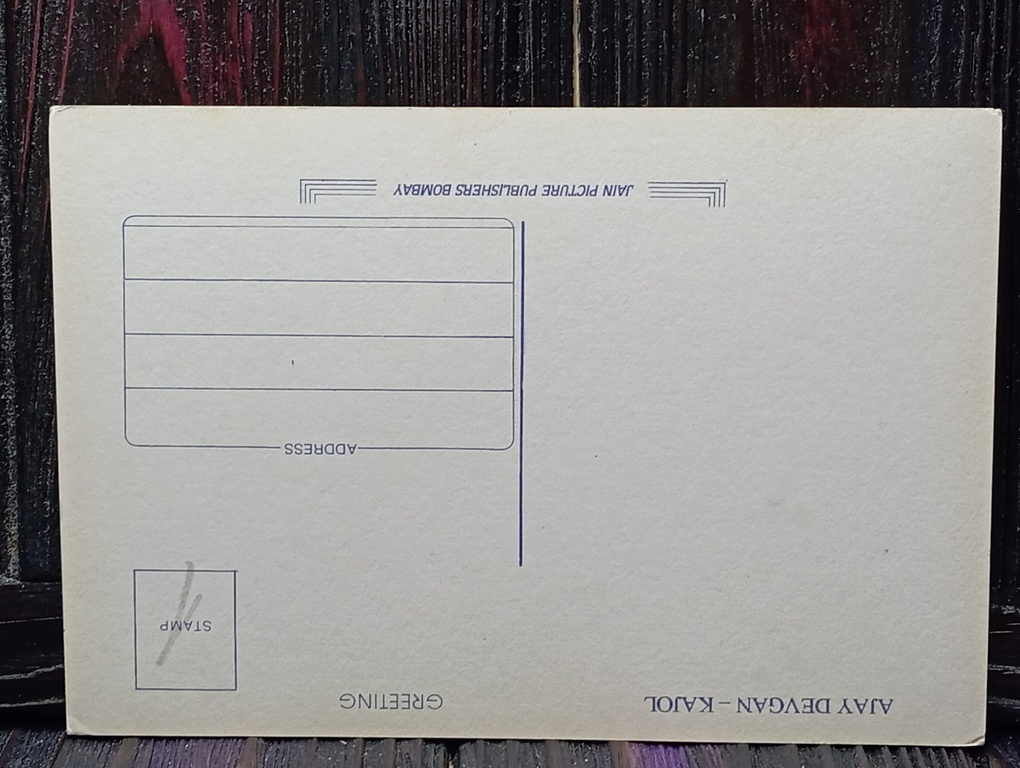 AJAY DEVGAN – KAJOL
GREETING
STAMP
ADDRESS
JAIN PICTURE PUBLISHERS BOMBAY